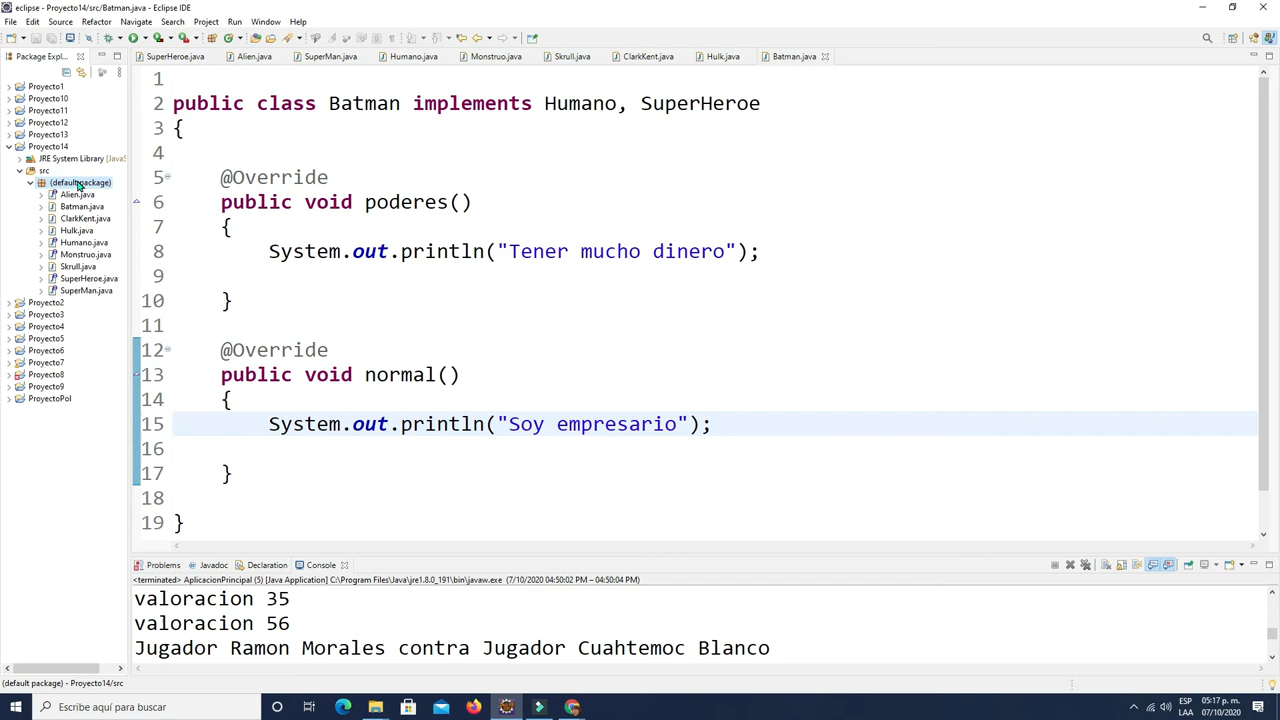 eclipse - Proyecto14/src/Batman.java - Eclipse IDE
File Edit Source Refactor Navigate Search Project Run Window Help
Package Expl...
SuperHeroe.java Alien.java SuperMan.java Humano.java Monstruo.java Skrull.java ClarkKent.java Hulk.java Batman.java
Proyecto1
Proyecto10
Proyecto11
Proyecto12
Proyecto13
Proyecto14
JRE System Library [JavaS
src
(default package)
Alien.java
Batman.java
ClarkKent.java
Hulk.java
Humano.java
Monstruo.java
Skrull.java
SuperHeroe.java
SuperMan.java
Proyecto2
Proyecto3
Proyecto4
Proyecto5
Proyecto6
Proyecto7
Proyecto8
Proyecto9
ProyectoPol
1
2 public class Batman implements Humano, SuperHeroe
3 {
4
5 @Override
6 public void poderes()
7 {
8 System.out.println("Tener mucho dinero");
9
10 }
11
12 @Override
13 public void normal()
14 {
15 System.out.println("Soy empresario");
16
17 }
18
19 }
Problems Javadoc Declaration Console
<terminated> AplicacionPrincipal (5) [Java Application] C:\Program Files\Java\jre1.8.0_191\bin\javaw.exe (7/10/2020 04:50:02 PM – 04:50:04 PM)
valoracion 35
valoracion 56
Jugador Ramon Morales contra Jugador Cuahtemoc Blanco
(default package) - Proyecto14/src
Escribe aquí para buscar
ESP
LAA
05:17 p. m.
07/10/2020